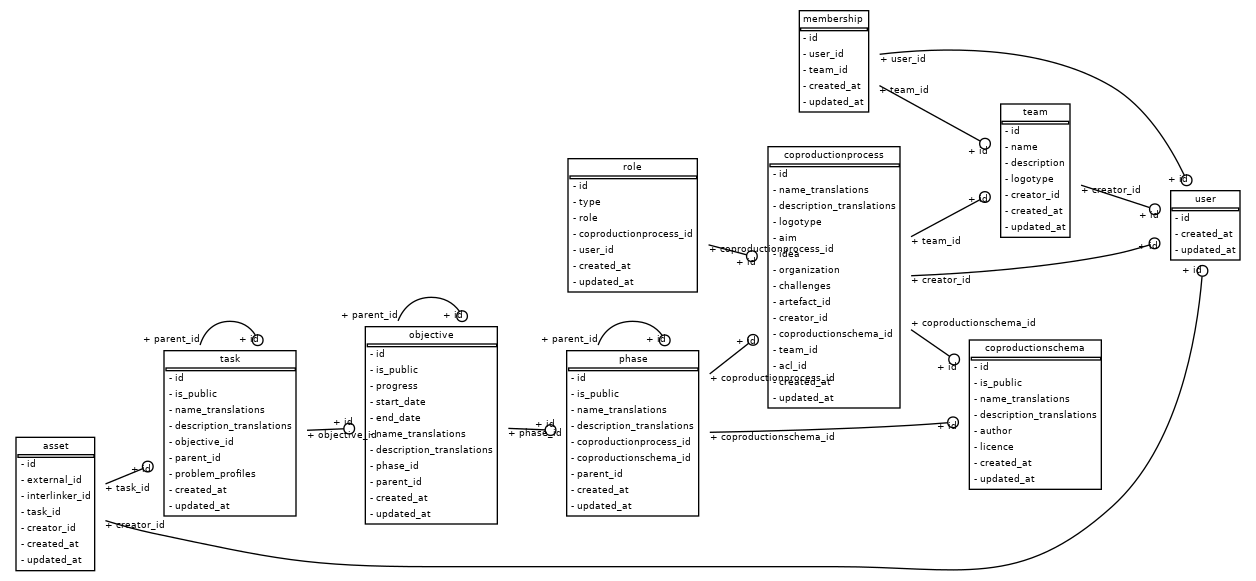 membership
- id
- user_id
- team_id
- created_at
- updated_at
+ user_id
+ id
+ team_id
+ id
team
- id
- name
- description
- logotype
- creator_id
- created_at
- updated_at
+ creator_id
+ id
user
- id
- created_at
- updated_at
coproductionprocess
- id
- name_translations
- description_translations
- logotype
- aim
- idea
- organization
- challenges
- artefact_id
- creator_id
- coproductionschema_id
- team_id
- acl_id
- created_at
- updated_at
+ team_id
+ id
+ creator_id
+ id
+ coproductionschema_id
+ id
role
- id
- type
- role
- coproductionprocess_id
- user_id
- created_at
- updated_at
+ coproductionprocess_id
+ id
coproductionschema
- id
- is_public
- name_translations
- description_translations
- author
- licence
- created_at
- updated_at
+ parent_id
+ id
phase
- id
- is_public
- name_translations
- description_translations
- coproductionprocess_id
- coproductionschema_id
- parent_id
- created_at
- updated_at
+ coproductionprocess_id
+ id
+ coproductionschema_id
+ id
+ parent_id
+ id
objective
- id
- is_public
- progress
- start_date
- end_date
- name_translations
- description_translations
- phase_id
- parent_id
- created_at
- updated_at
+ phase_id
+ id
+ parent_id
+ id
task
- id
- is_public
- name_translations
- description_translations
- objective_id
- parent_id
- problem_profiles
- created_at
- updated_at
+ objective_id
+ id
asset
- id
- external_id
- interlinker_id
- task_id
- creator_id
- created_at
- updated_at
+ task_id
+ id
+ creator_id
+ id